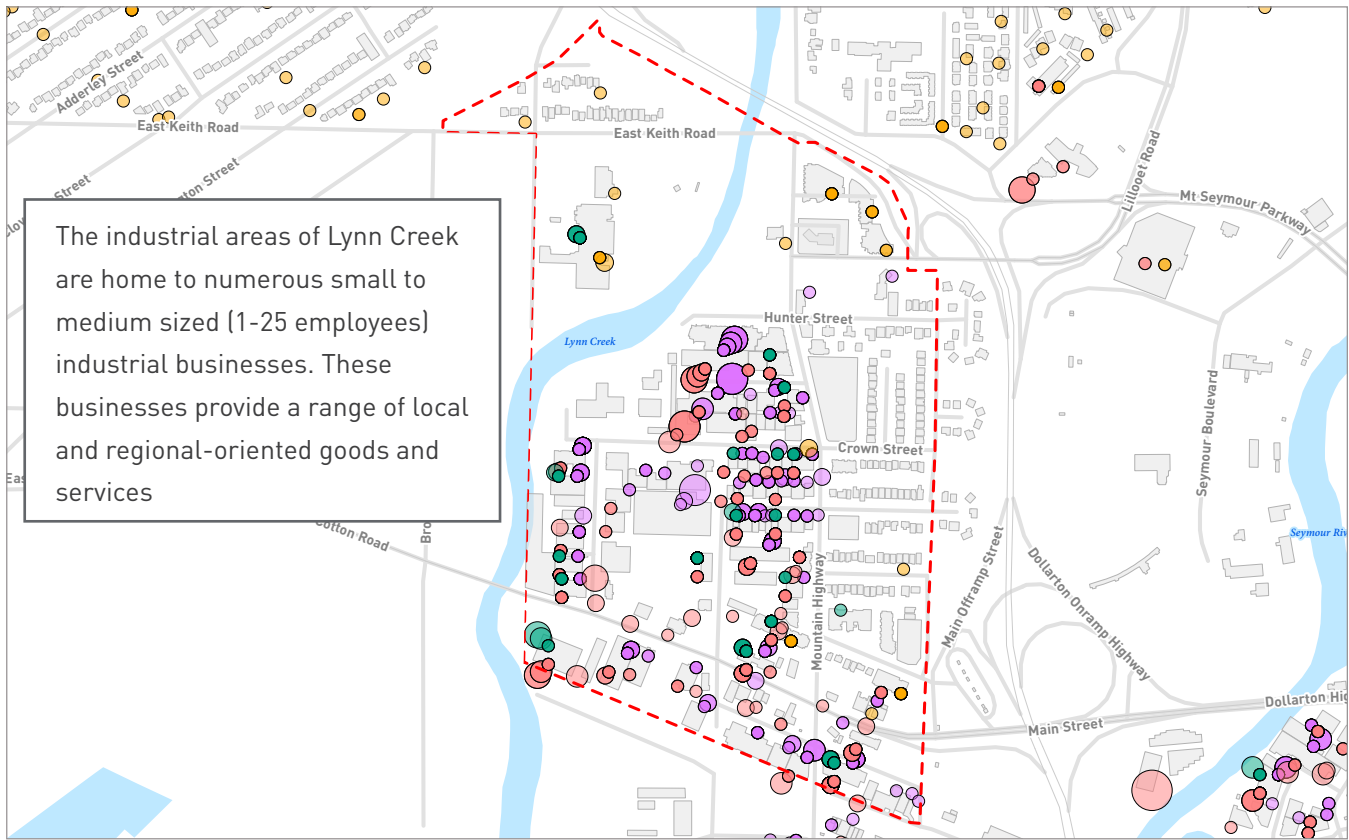 Adderley Street
East Keith Road
East Keith Road
Lillooet Road
Mt Seymour Parkway
Street
Street
The industrial areas of Lynn Creek
are home to numerous small to
medium sized (1-25 employees)
industrial businesses. These
businesses provide a range of local
and regional-oriented goods and
services
Hunter Street
Lynn Creek
Crown Street
Seymour Boulevard
Cotton Road
Mountain Highway
Main Offramp Street
Dollarton Onramp Highway
Main Street